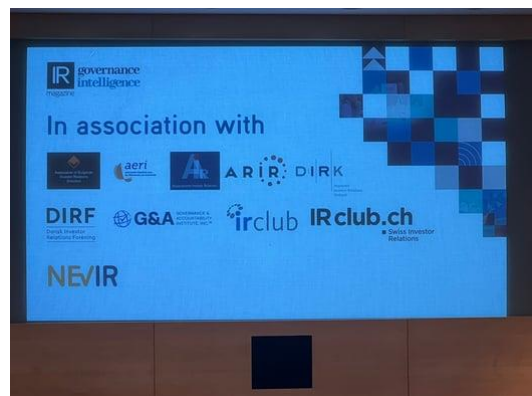 IR
magazine
governance
intelligence
In association with
aeri
AIR
ARIR
DIRK
DIRF
Dansk Investor
Relations Forening
G&A
GOVERNANCE &
ACCOUNTABILITY
INSTITUTE, INC.
irclub
IRclub.ch
Swiss Investor
Relations
NEVIR